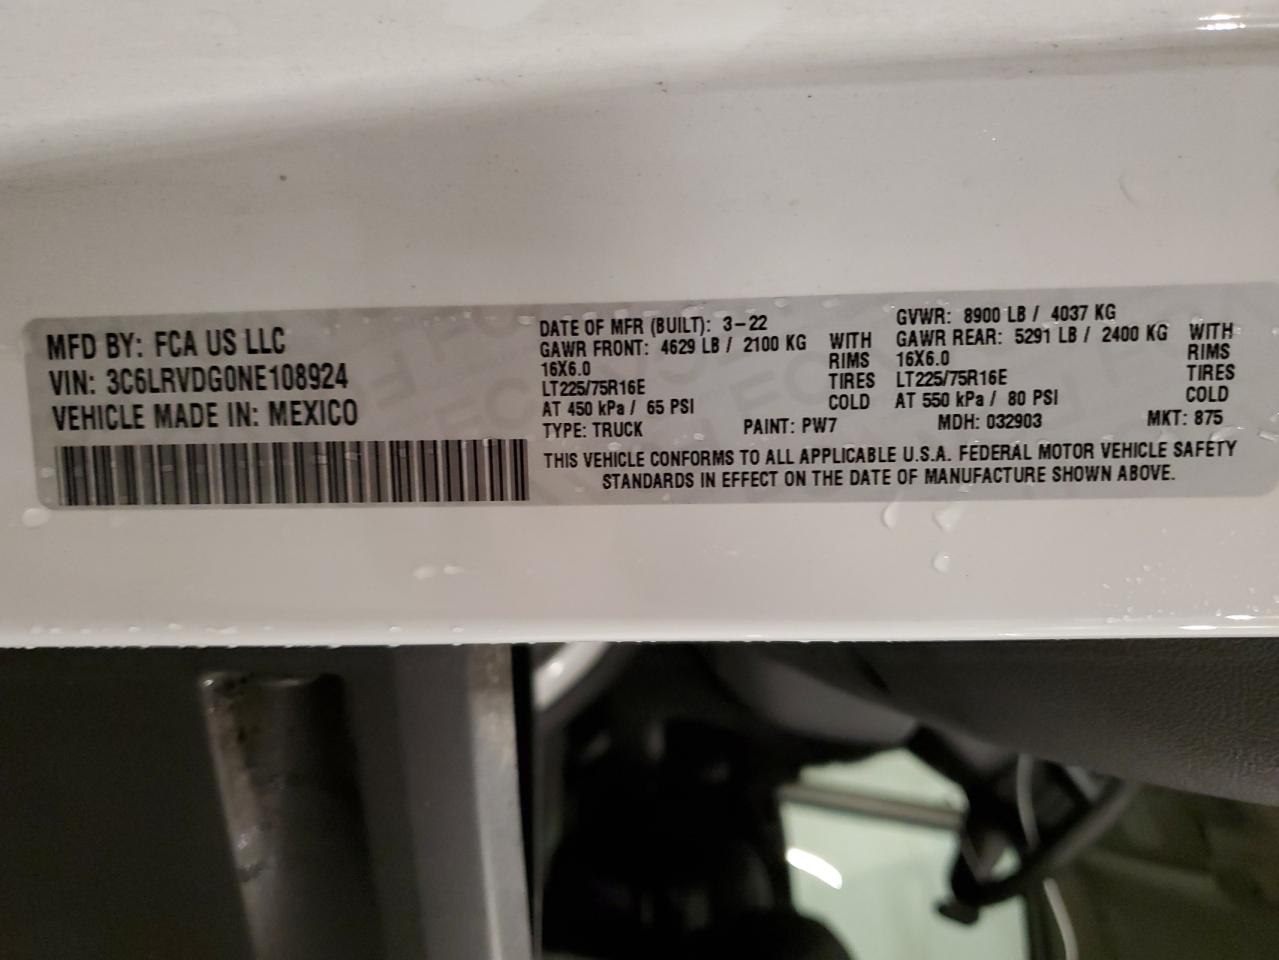 MFD BY: FCA US LLC
VIN: 3C6LRVDG0NE108924
VEHICLE MADE IN: MEXICO
DATE OF MFR (BUILT): 3-22
GAWR FRONT: 4629 LB / 2100 KG WITH
16X6.0 RIMS
LT225/75R16E TIRES
AT 450 kPa / 65 PSI COLD
GVWR: 8900 LB / 4037 KG
GAWR REAR: 5291 LB / 2400 KG WITH
16X6.0 RIMS
LT225/75R16E TIRES
AT 550 kPa / 80 PSI COLD
TYPE: TRUCK PAINT: PW7 MDH: 032903 MKT: 875
THIS VEHICLE CONFORMS TO ALL APPLICABLE U.S.A. FEDERAL MOTOR VEHICLE SAFETY
STANDARDS IN EFFECT ON THE DATE OF MANUFACTURE SHOWN ABOVE.